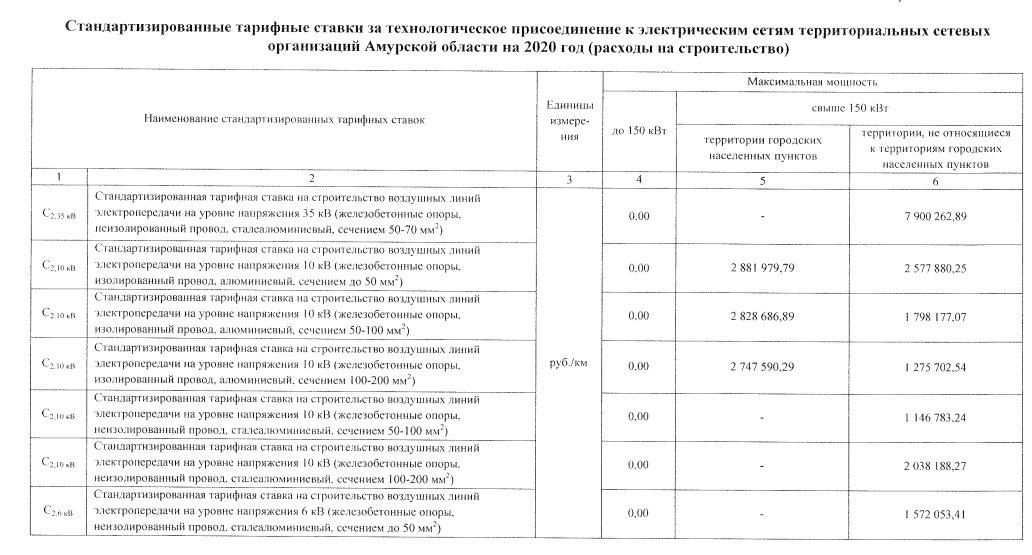 Стандартизированные тарифные ставки за технологическое присоединение к электрическим сетям территориальных сетевых
организаций Амурской области на 2020 год (расходы на строительство)
Наименование стандартизированных тарифных ставок
Единицы
измере-
ния
Максимальная мощность
до 150 кВт
свыше 150 кВт
территории городских
населенных пунктов
территории, не относящиеся
к территориям городских
населенных пунктов
1 2 3 4 5 6
С2,35 кВ
Стандартизированная тарифная ставка на строительство воздушных линий
электропередачи на уровне напряжения 35 кВ (железобетонные опоры,
неизолированный провод, сталеалюминиевый, сечением 50-70 мм²)
0,00 - 7 900 262,89
С2,10 кВ
Стандартизированная тарифная ставка на строительство воздушных линий
электропередачи на уровне напряжения 10 кВ (железобетонные опоры,
изолированный провод, алюминиевый, сечением до 50 мм²)
0,00 2 881 979,79 2 577 880,25
С2,10 кВ
Стандартизированная тарифная ставка на строительство воздушных линий
электропередачи на уровне напряжения 10 кВ (железобетонные опоры,
изолированный провод, алюминиевый, сечением 50-100 мм²)
0,00 2 828 686,89 1 798 177,07
С2,10 кВ
Стандартизированная тарифная ставка на строительство воздушных линий
электропередачи на уровне напряжения 10 кВ (железобетонные опоры,
изолированный провод, алюминиевый, сечением 100-200 мм²)
руб./км
0,00 2 747 590,29 1 275 702,54
С2,10 кВ
Стандартизированная тарифная ставка на строительство воздушных линий
электропередачи на уровне напряжения 10 кВ (железобетонные опоры,
неизолированный провод, сталеалюминиевый, сечением 50-100 мм²)
0,00 - 1 146 783,24
С2,10 кВ
Стандартизированная тарифная ставка на строительство воздушных линий
электропередачи на уровне напряжения 10 кВ (железобетонные опоры,
неизолированный провод, сталеалюминиевый, сечением 100-200 мм²)
0,00 - 2 038 188,27
С2,6 кВ
Стандартизированная тарифная ставка на строительство воздушных линий
электропередачи на уровне напряжения 6 кВ (железобетонные опоры,
неизолированный провод, сталеалюминиевый, сечением до 50 мм²)
0,00 - 1 572 053,41